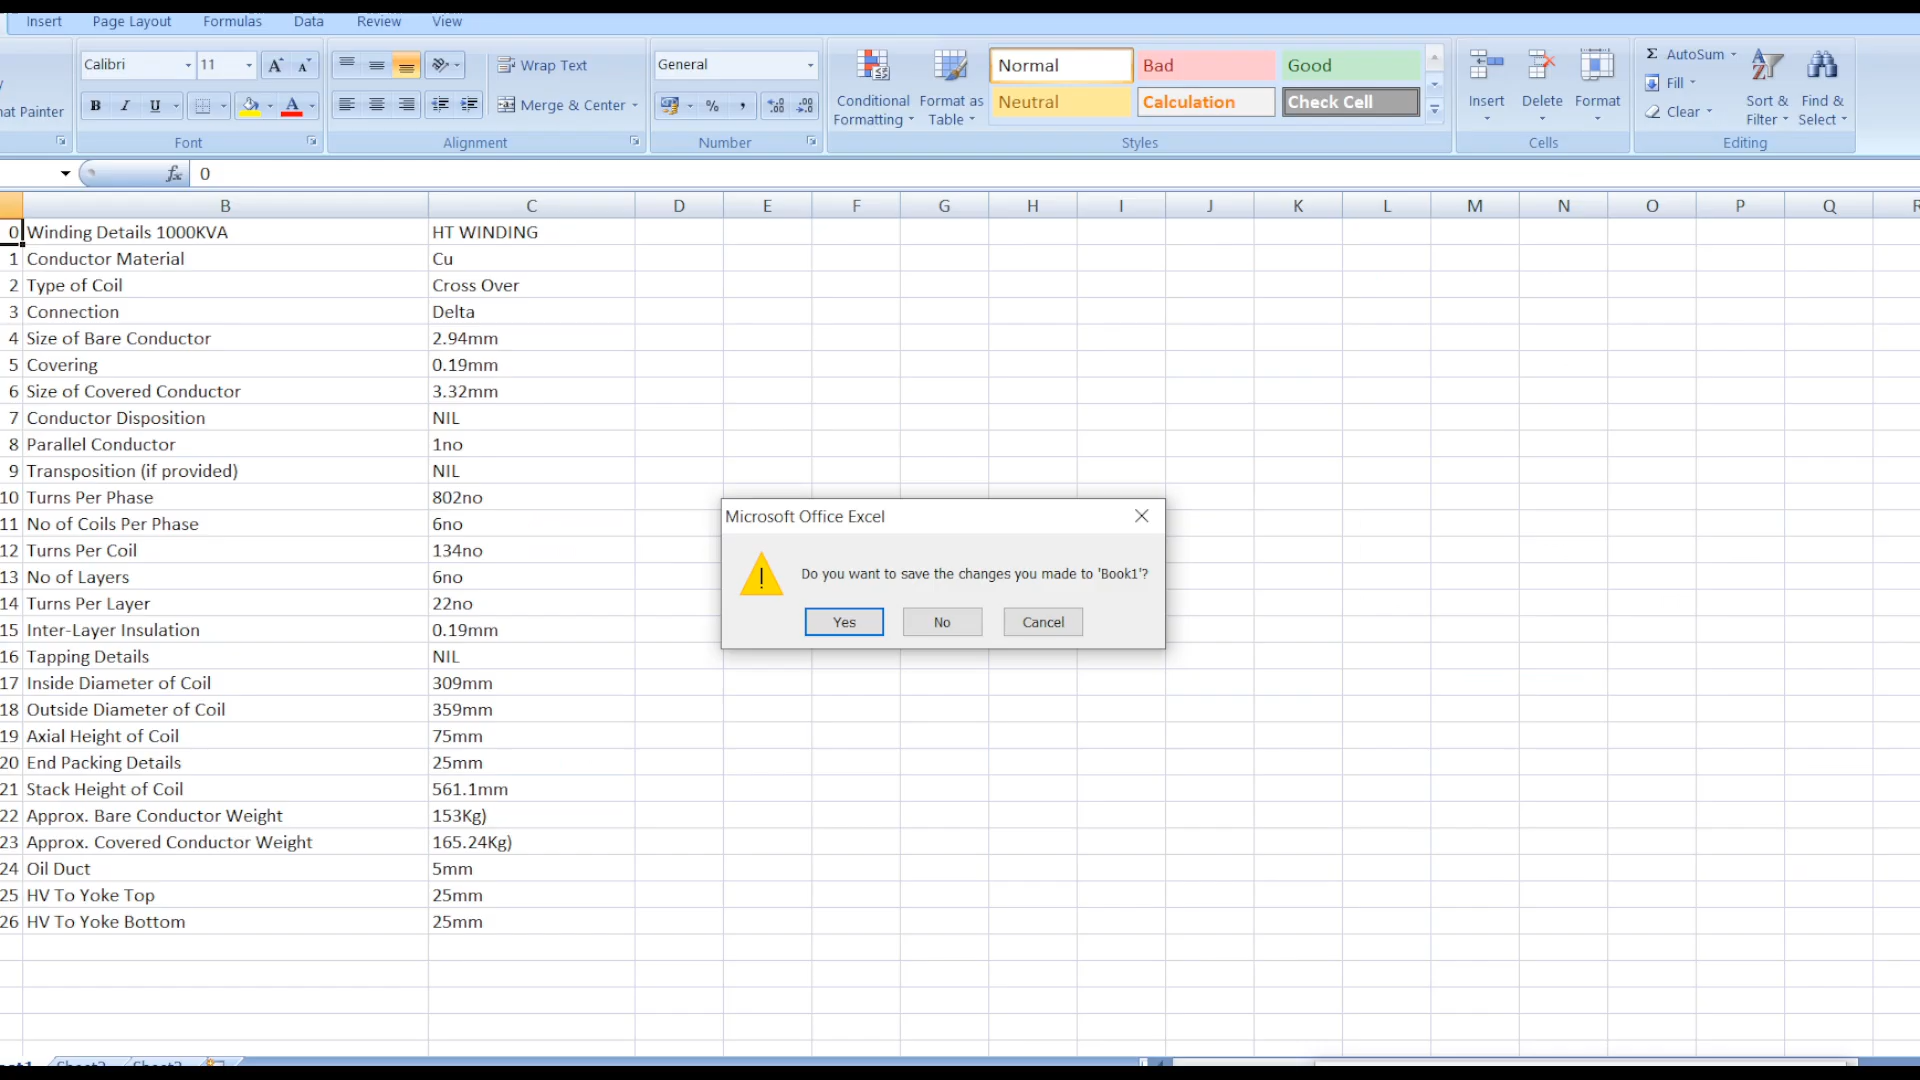 Insert Page Layout Formulas Data Review View
Calibri 11 Wrap Text General Normal Bad Good Σ AutoSum
Fill
at Painter B I U A Merge & Center % , Conditional Formatting Format as Table Neutral Calculation Check Cell Insert Delete Format Clear Sort & Filter Find & Select
Font Alignment Number Styles Cells Editing
fx 0
B C D E F G H I J K L M N O P Q R
0 Winding Details 1000KVA HT WINDING
1 Conductor Material Cu
2 Type of Coil Cross Over
3 Connection Delta
4 Size of Bare Conductor 2.94mm
5 Covering 0.19mm
6 Size of Covered Conductor 3.32mm
7 Conductor Disposition NIL
8 Parallel Conductor 1no
9 Transposition (if provided) NIL
10 Turns Per Phase 802no
11 No of Coils Per Phase 6no
12 Turns Per Coil 134no
13 No of Layers 6no
14 Turns Per Layer 22no
15 Inter-Layer Insulation 0.19mm
16 Tapping Details NIL
17 Inside Diameter of Coil 309mm
18 Outside Diameter of Coil 359mm
19 Axial Height of Coil 75mm
20 End Packing Details 25mm
21 Stack Height of Coil 561.1mm
22 Approx. Bare Conductor Weight 153Kg)
23 Approx. Covered Conductor Weight 165.24Kg)
24 Oil Duct 5mm
25 HV To Yoke Top 25mm
26 HV To Yoke Bottom 25mm
Microsoft Office Excel
Do you want to save the changes you made to 'Book1'?
Yes No Cancel